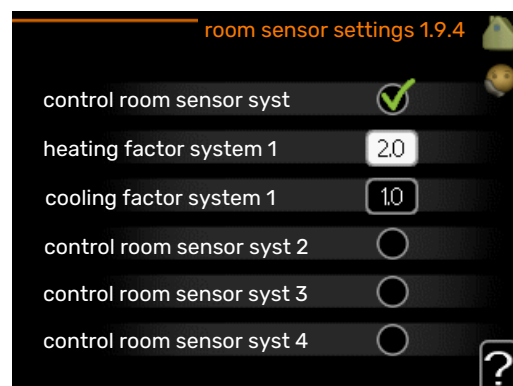 room sensor settings 1.9.4
control room sensor syst
heating factor system 1 2.0
cooling factor system 1 1.0
control room sensor syst 2
control room sensor syst 3
control room sensor syst 4
?